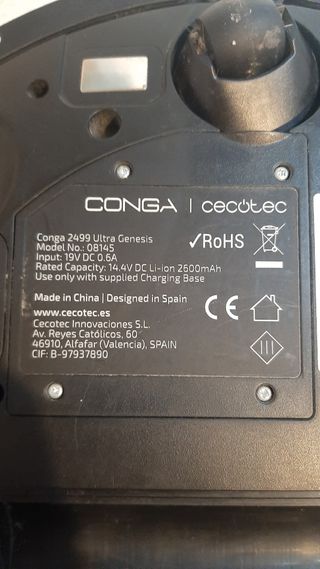 CONGA | cecotec
Conga 2499 Ultra Genesis
Model No.: 08145
Input: 19V DC 0.6A
Rated Capacity: 14.4V DC Li-ion 2600mAh
Use only with supplied Charging Base
✓RoHS
Made in China | Designed in Spain
www.cecotec.es
Cecotec Innovaciones S.L.
Av. Reyes Católicos, 60
46910, Alfafar (Valencia), SPAIN
CIF: B-97937890
CE